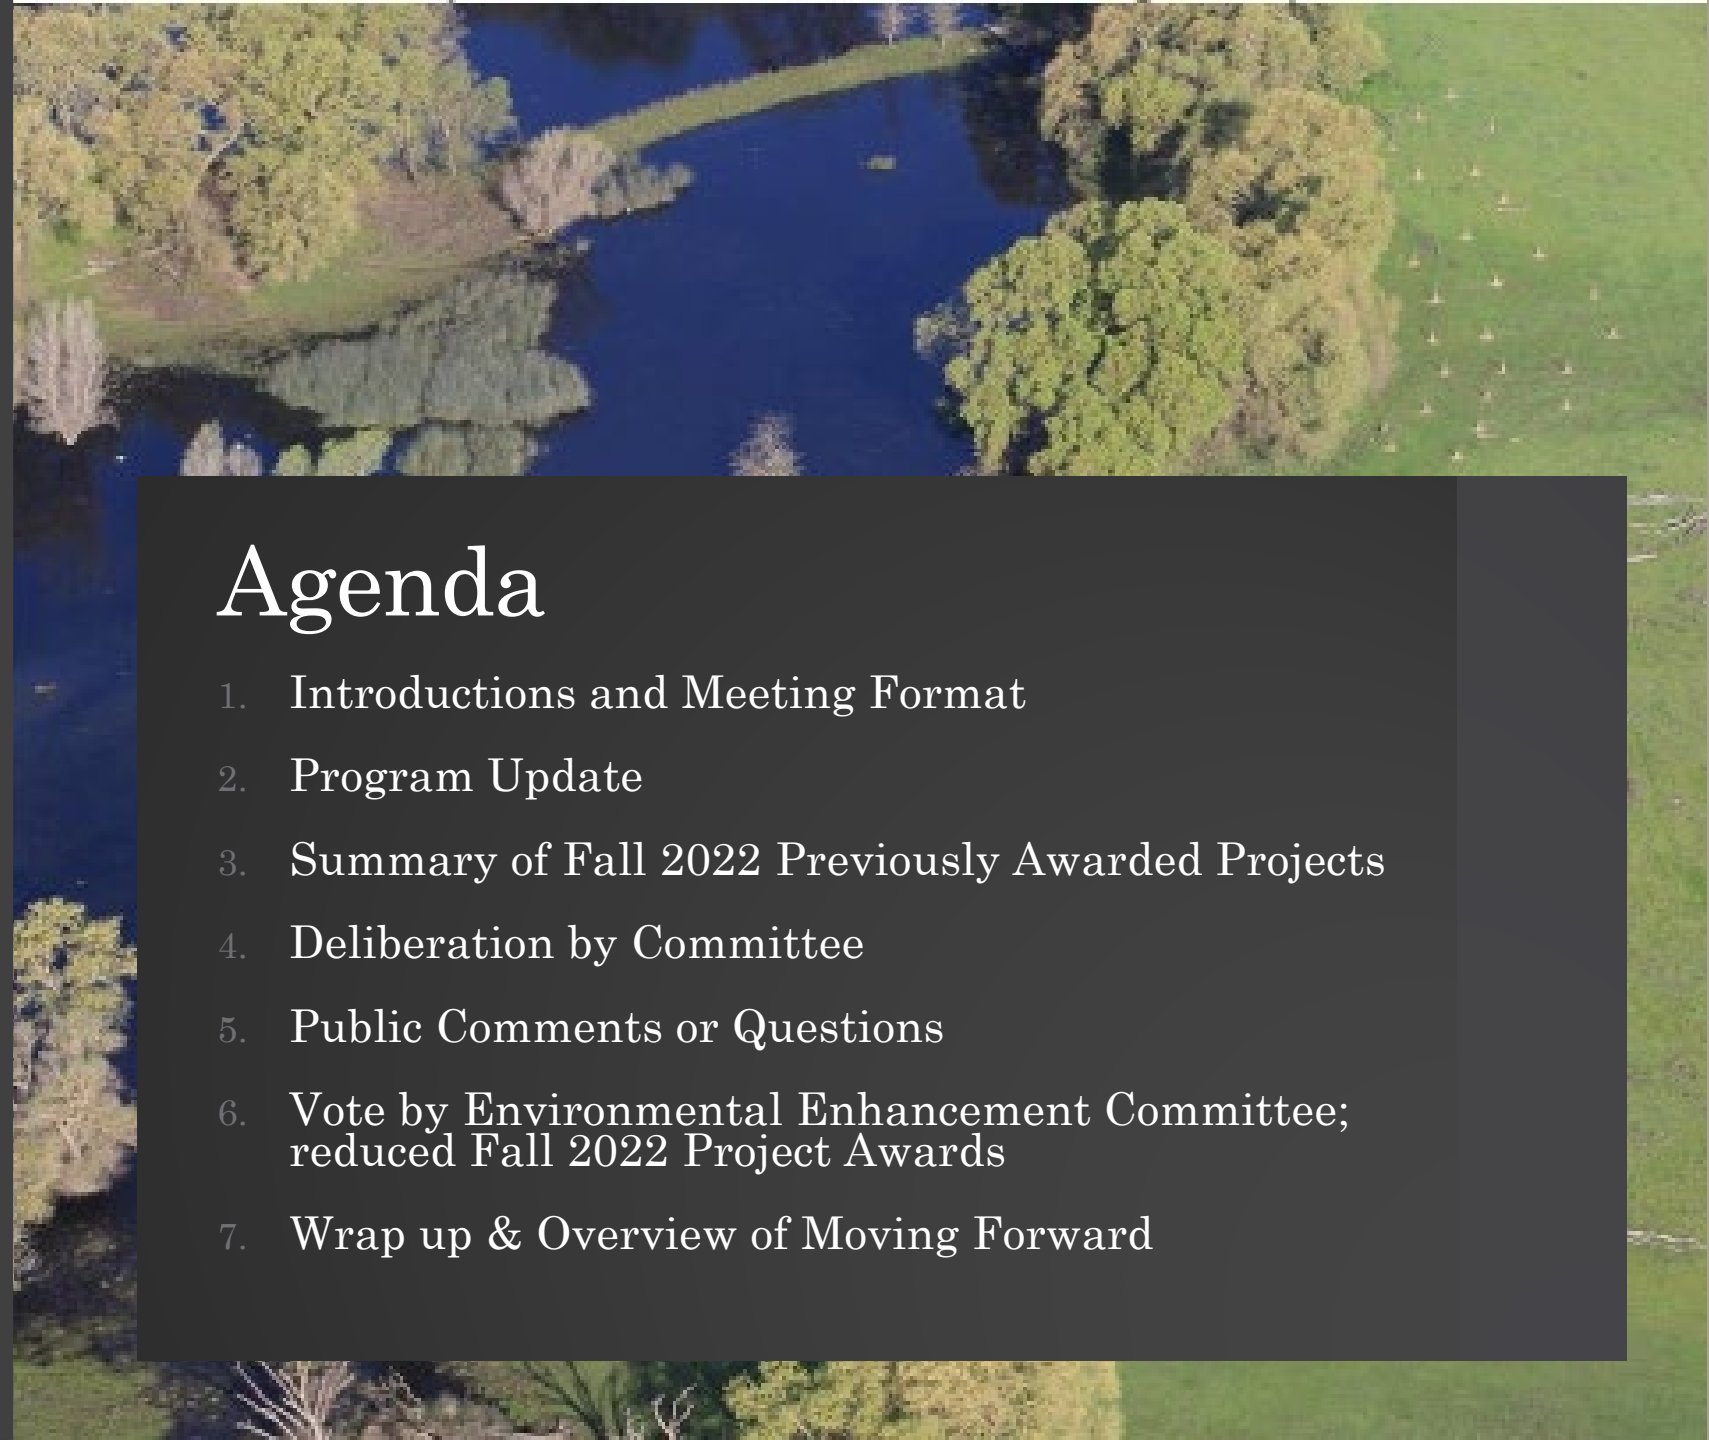 Agenda
1. Introductions and Meeting Format
2. Program Update
3. Summary of Fall 2022 Previously Awarded Projects
4. Deliberation by Committee
5. Public Comments or Questions
6. Vote by Environmental Enhancement Committee;
reduced Fall 2022 Project Awards
7. Wrap up & Overview of Moving Forward